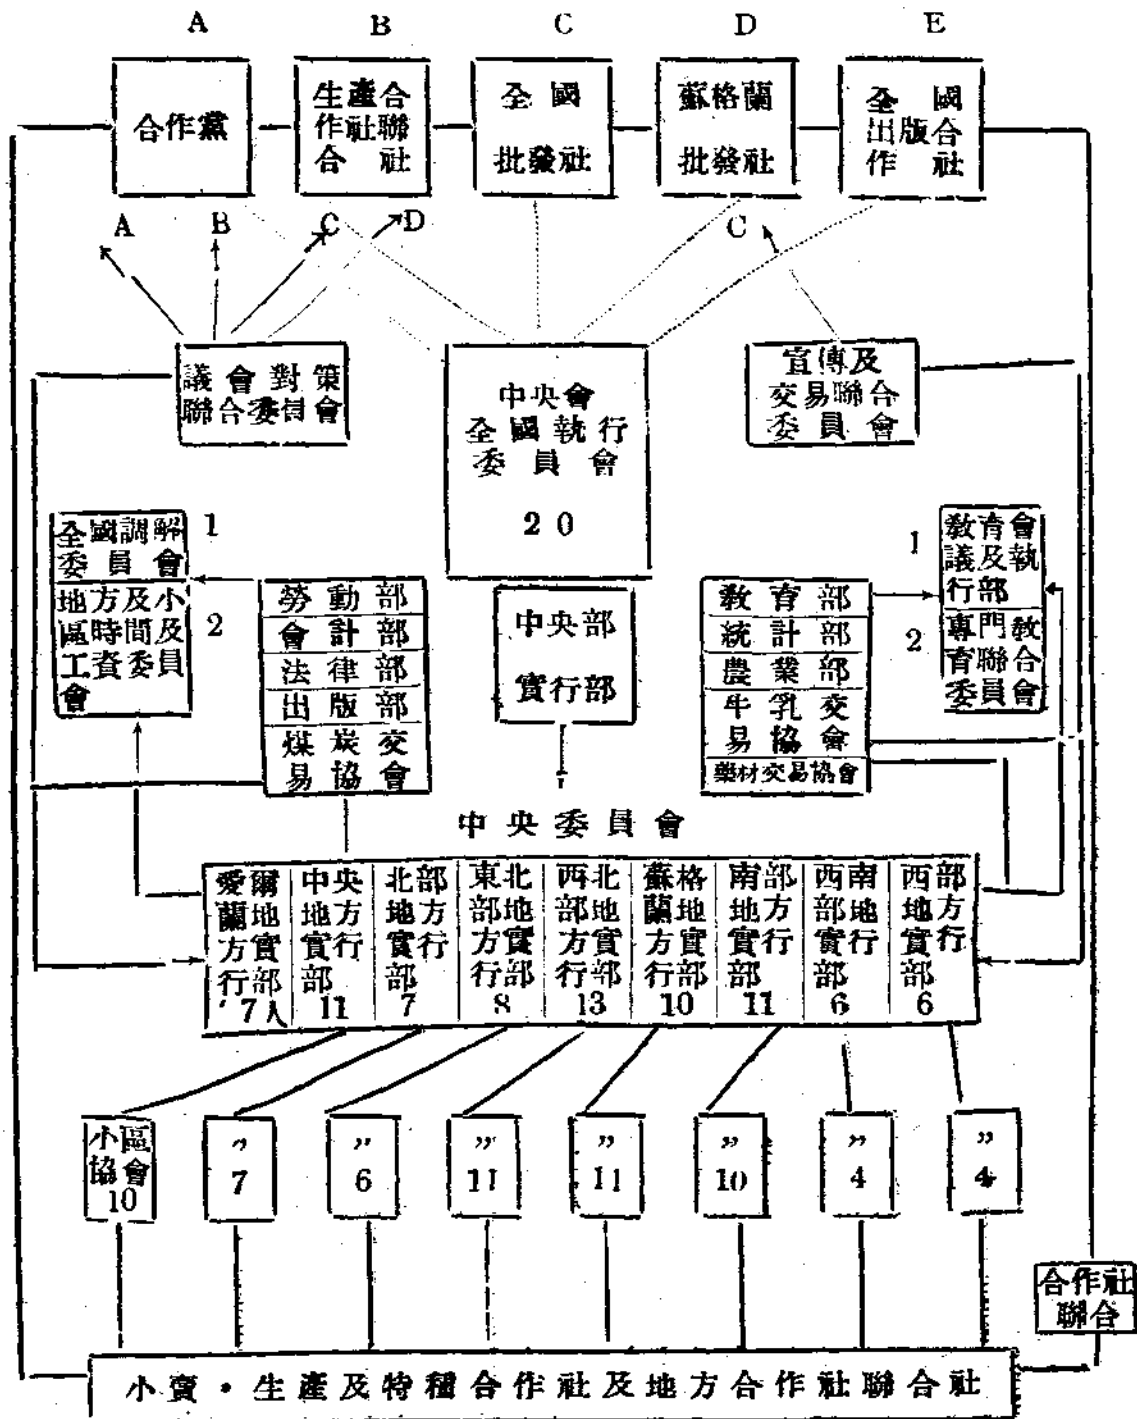 A B C D E
合作黨
生產合
作社聯
合社
全國
批發社
蘇格蘭
批發社
全國
出版合
作社
A B C D C
議會對策
聯合委員會
中央會
全國執行
委員會
20
宣傳及
交易聯合
委員會
全國調解
委員會
1
地方及小
區時間及
工資委員
會
2
勞動部
會計部
法律部
出版部
煤炭交
易協會
中央部
實行部
教育部
統計部
農業部
牛乳交
易協會
藥材交易協會
1
教育會
議及執
行部
2
專門教
育聯合
委員會
中央委員會
愛爾
蘭地
方實
行部
7人
中央
地方
實行
部
11
北部
地方
實行
部
7
東北
部地
方實
行部
8
西北
部地
方實
行部
13
蘇格
蘭地
方實
行部
10
南部
地方
實行
部
11
西南
部地
實行
部
6
西部
地方
實行
部
6
小區
協會
10
〃
7
〃
6
〃
11
〃
11
〃
10
〃
4
〃
4
合作社
聯合
小賣・生產及特種合作社及地方合作社聯合社